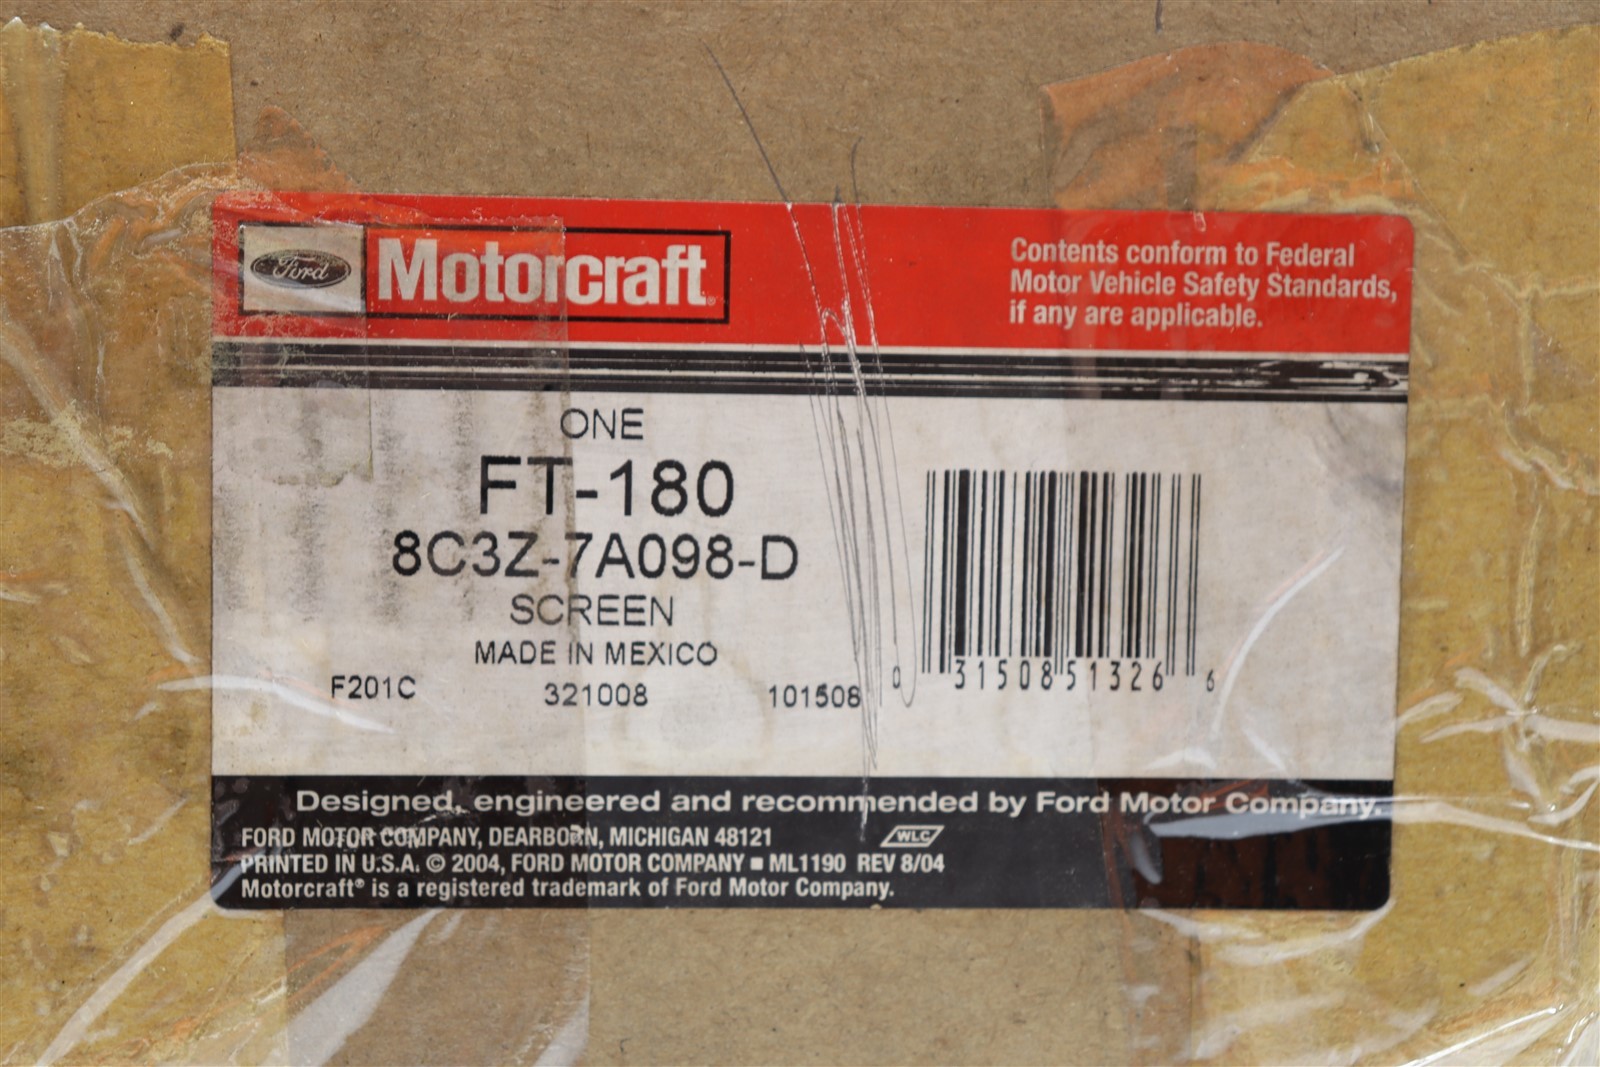 Ford
Motorcraft®
Contents conform to Federal
Motor Vehicle Safety Standards,
if any are applicable.
ONE
FT-180
8C3Z-7A098-D
SCREEN
MADE IN MEXICO
F201C 321008 101508
0 31508 51326 6
Designed, engineered and recommended by Ford Motor Company.
FORD MOTOR COMPANY, DEARBORN, MICHIGAN 48121 WLC
PRINTED IN U.S.A. © 2004, FORD MOTOR COMPANY ■ ML1190 REV 8/04
Motorcraft® is a registered trademark of Ford Motor Company.